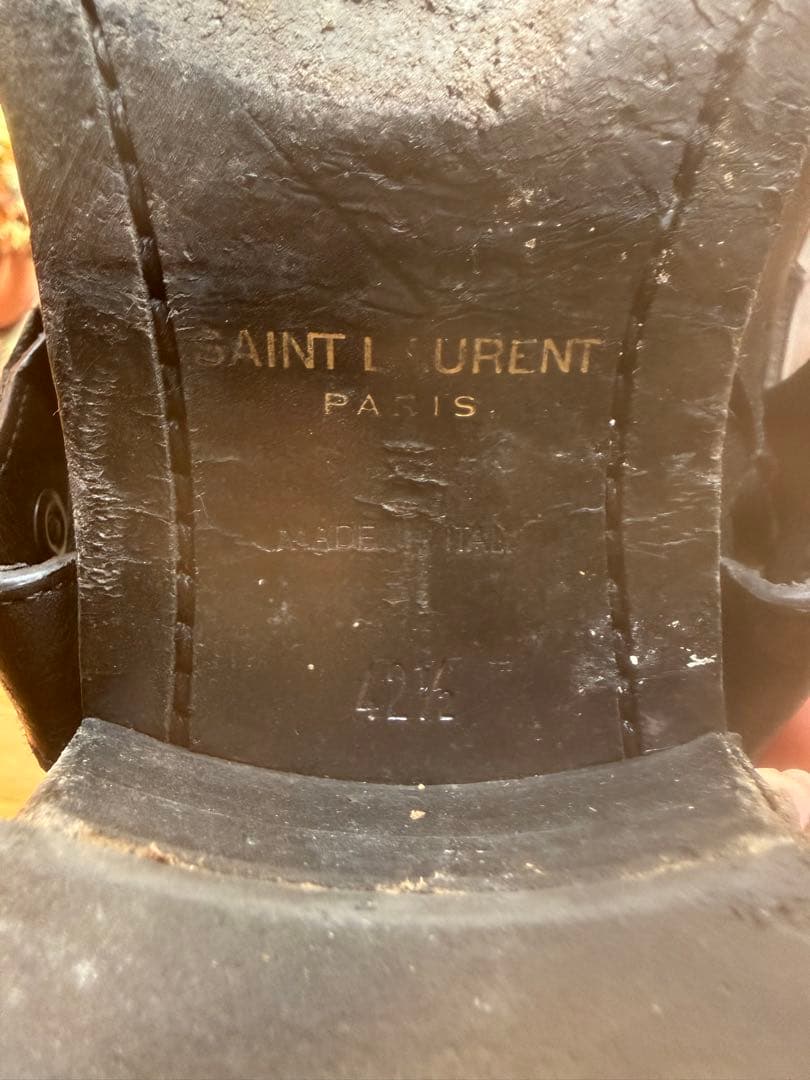 SAINT LAURENT
PARIS
MADE IN ITALY
42½